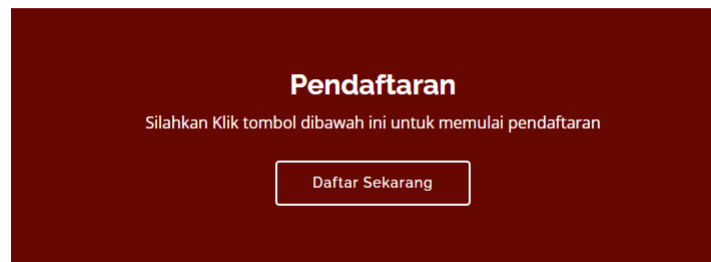 Pendaftaran
Silahkan Klik tombol dibawah ini untuk memulai pendaftaran
Daftar Sekarang